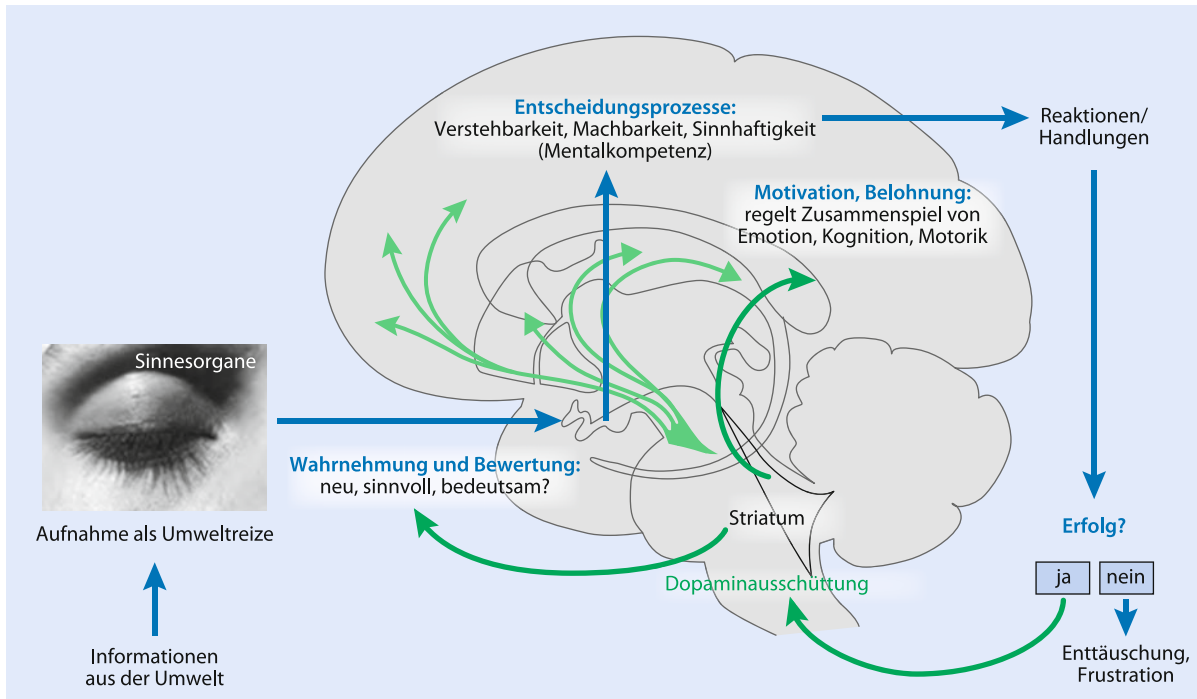 Entscheidungsprozesse:
Verstehbarkeit, Machbarkeit, Sinnhaftigkeit
(Mentalkompetenz)
Reaktionen/
Handlungen
Motivation, Belohnung:
regelt Zusammenspiel von
Emotion, Kognition, Motorik
Sinnesorgane
Wahrnehmung und Bewertung:
neu, sinnvoll, bedeutsam?
Aufnahme als Umweltreize
Striatum
Erfolg?
Dopaminausschüttung
ja
nein
Informationen
aus der Umwelt
Enttäuschung,
Frustration